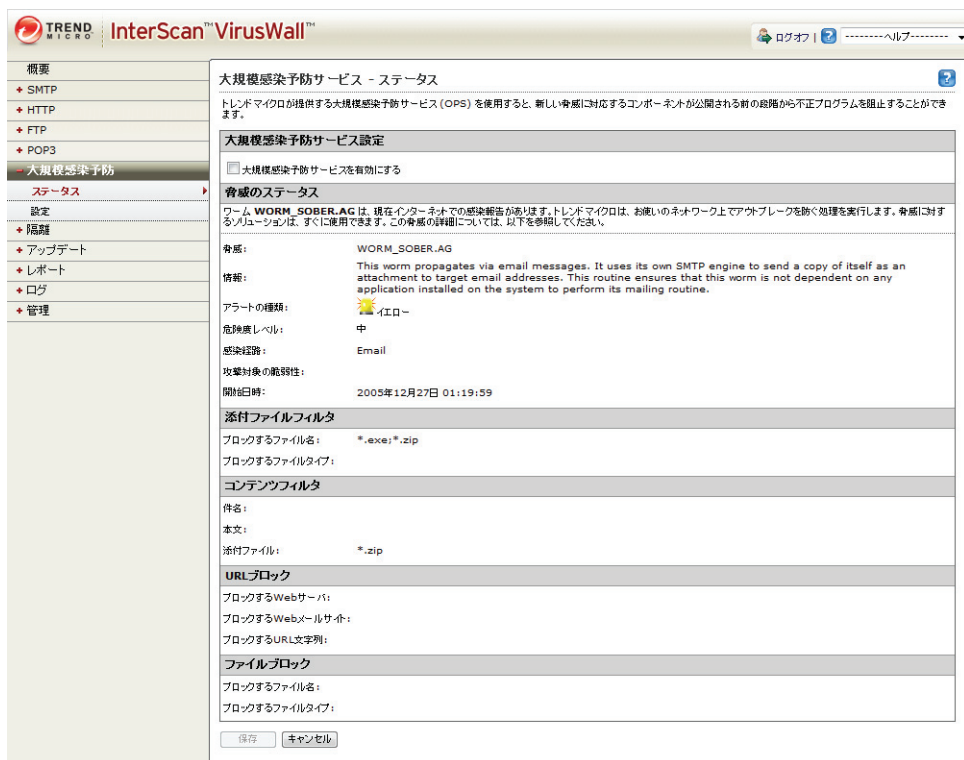 TREND MICRO InterScan™VirusWall™
ログオフ | ? --------ヘルプ--------
概要
+ SMTP
+ HTTP
+ FTP
+ POP3
大規模感染予防
ステータス
設定
+ 隔離
+ アップデート
+ レポート
+ ログ
+ 管理
大規模感染予防サービス - ステータス
トレンドマイクロが提供する大規模感染予防サービス (OPS) を使用すると、新しい脅威に対応するコンポーネントが公開される前の段階から不正プログラムを阻止することができ
ます。
大規模感染予防サービス設定
大規模感染予防サービスを有効にする
脅威のステータス
ワーム WORM_SOBER.AG は、現在インターネットでの感染報告があります。トレンドマイクロは、お使いのネットワーク上でアウトブレークを防ぐ処理を実行します。脅威に対す
るソリューションは、すぐに使用できます。この脅威の詳細については、以下を参照してください。
脅威: WORM_SOBER.AG
情報: This worm propagates via email messages. It uses its own SMTP engine to send a copy of itself as an
attachment to target email addresses. This routine ensures that this worm is not dependent on any
application installed on the system to perform its mailing routine.
アラートの種類: イエロー
危険度レベル: 中
感染経路: Email
攻撃対象の脆弱性:
開始日時: 2005年12月27日 01:19:59
添付ファイルフィルタ
ブロックするファイル名: *.exe;*.zip
ブロックするファイルタイプ:
コンテンツフィルタ
件名:
本文:
添付ファイル: *.zip
URLブロック
ブロックするWebサーバ:
ブロックするWebメールサイト:
ブロックするURL文字列:
ファイルブロック
ブロックするファイル名:
ブロックするファイルタイプ:
保存 キャンセル